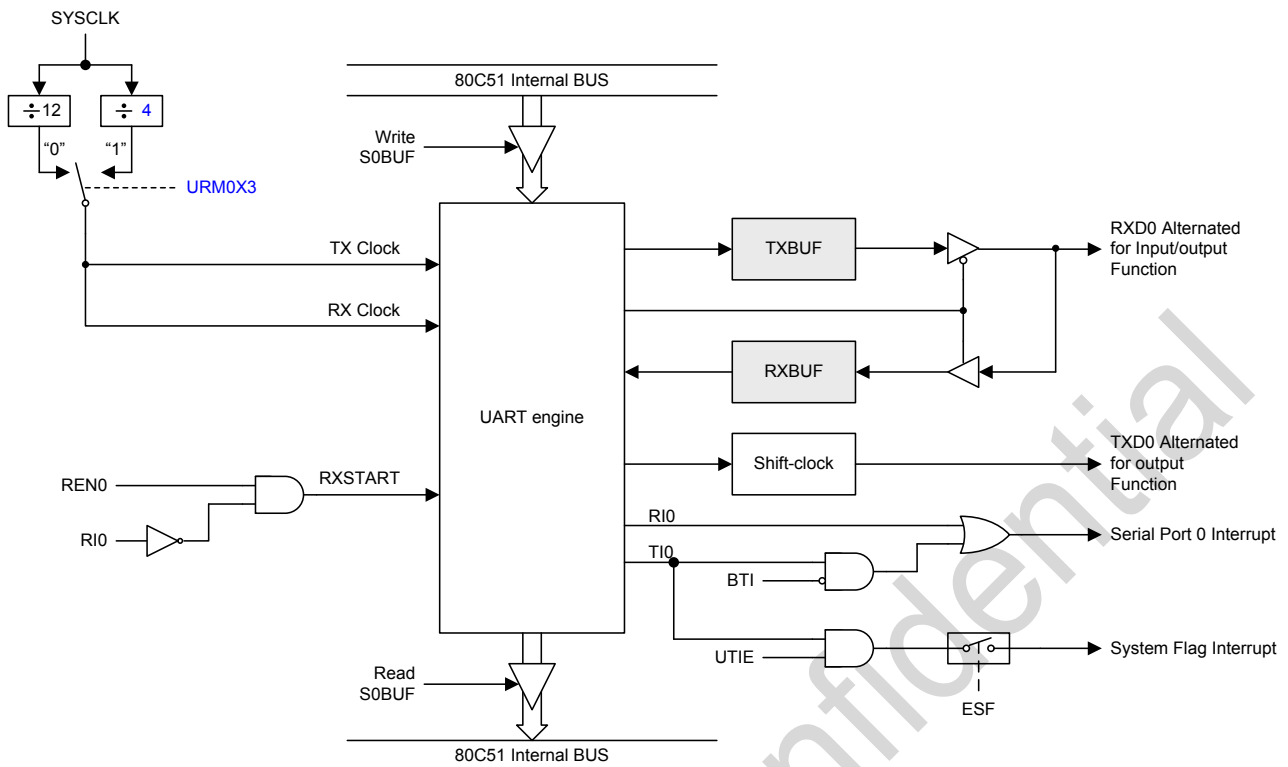 SYSCLK
80C51 Internal BUS
÷12
÷ 4
“0”
“1”
Write
S0BUF
URM0X3
TX Clock
RX Clock
UART engine
TXBUF
RXBUF
Shift-clock
RXD0 Alternated
for Input/output
Function
TXD0 Alternated
for output
Function
REN0
RI0
RXSTART
RI0
TI0
BTI
UTIE
Serial Port 0 Interrupt
System Flag Interrupt
ESF
Read
S0BUF
80C51 Internal BUS